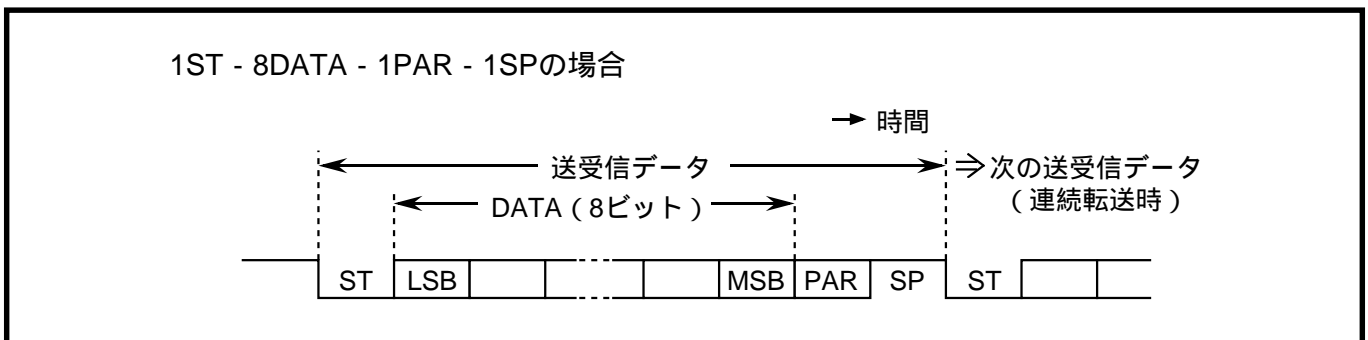 1ST - 8DATA - 1PAR - 1SPの場合
時間
送受信データ
⇒次の送受信データ
（連続転送時）
DATA（8ビット）
ST LSB MSB PAR SP ST